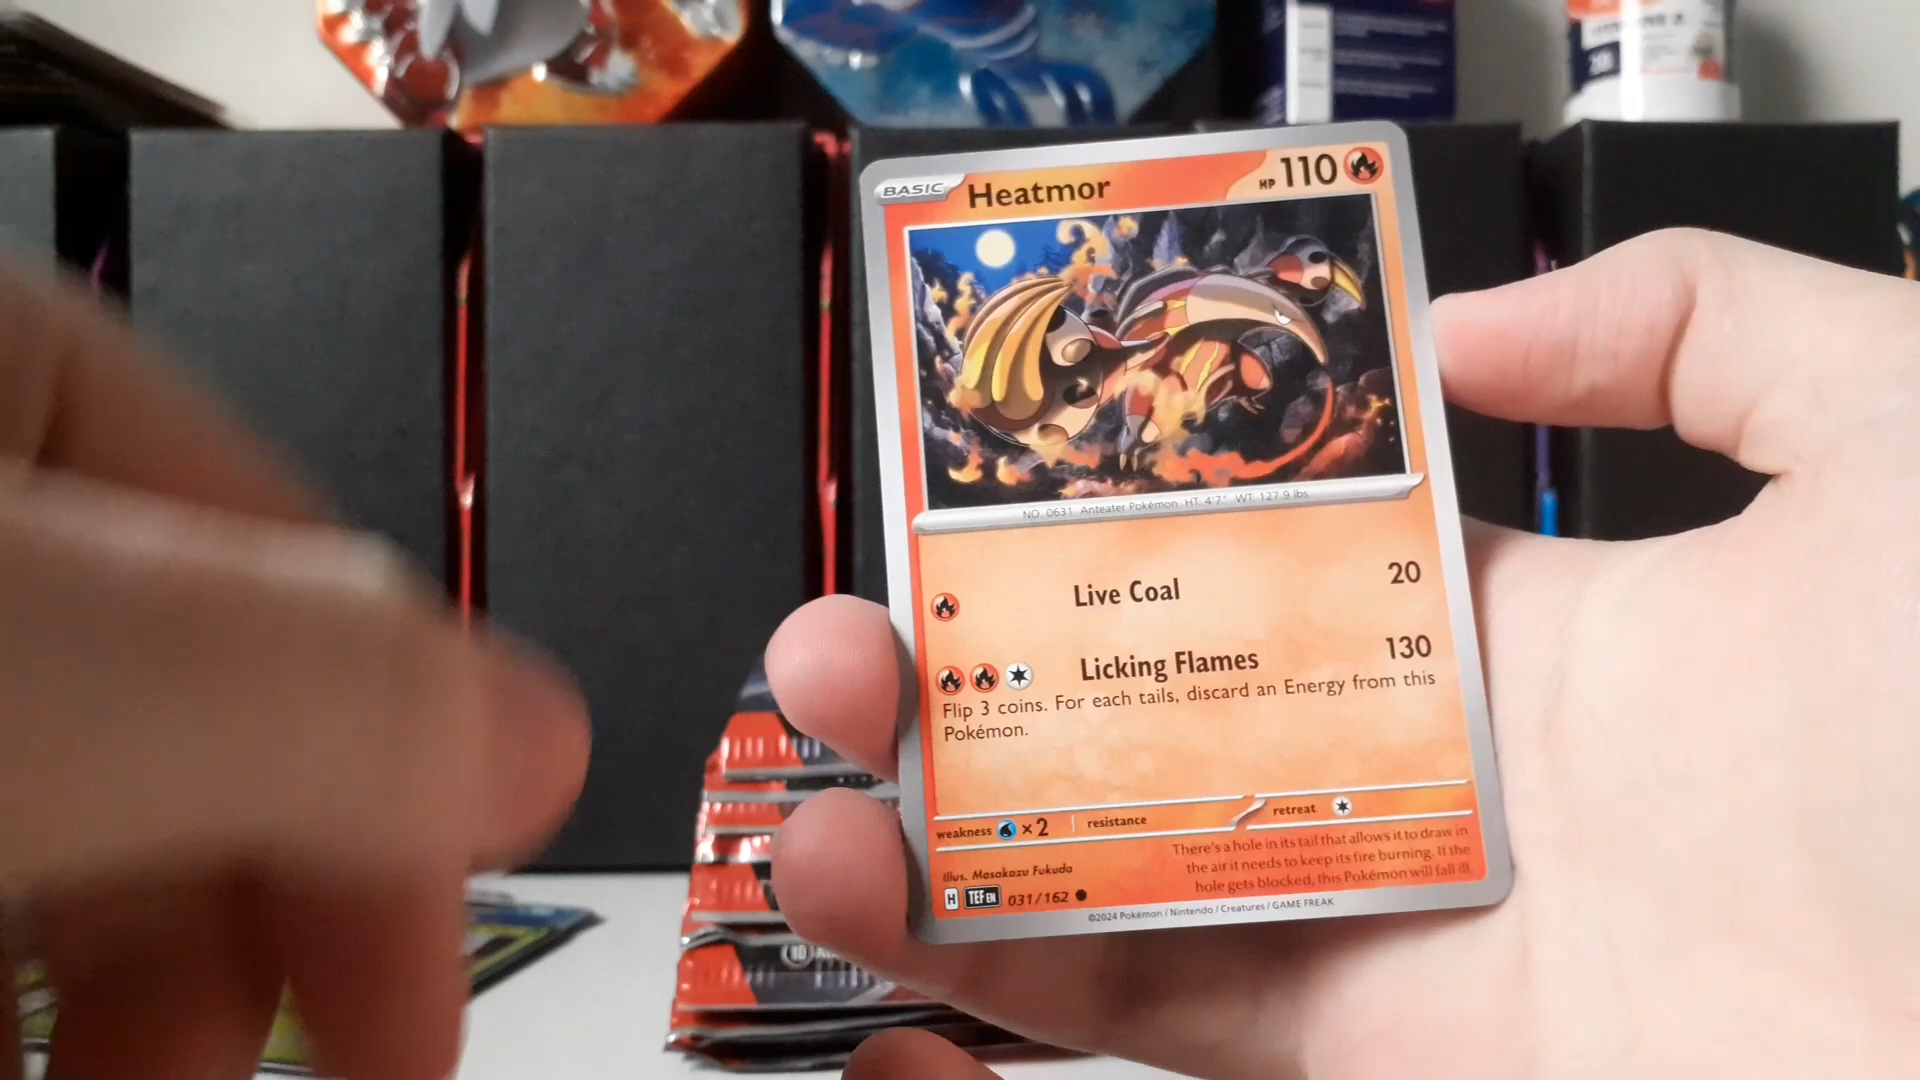 BASIC Heatmor HP 110
NO. 0631 Anteater Pokémon HT: 4'7" WT: 127.9 lbs.
Live Coal 20
Licking Flames 130
Flip 3 coins. For each tails, discard an Energy from this
Pokémon.
weakness ×2 resistance retreat
There's a hole in its tail that allows it to draw in
the air it needs to keep its fire burning. If the
hole gets blocked, this Pokémon will fall ill.
Illus. Masakazu Fukuda
H TEF EN 031/162
©2024 Pokémon / Nintendo / Creatures / GAME FREAK
10